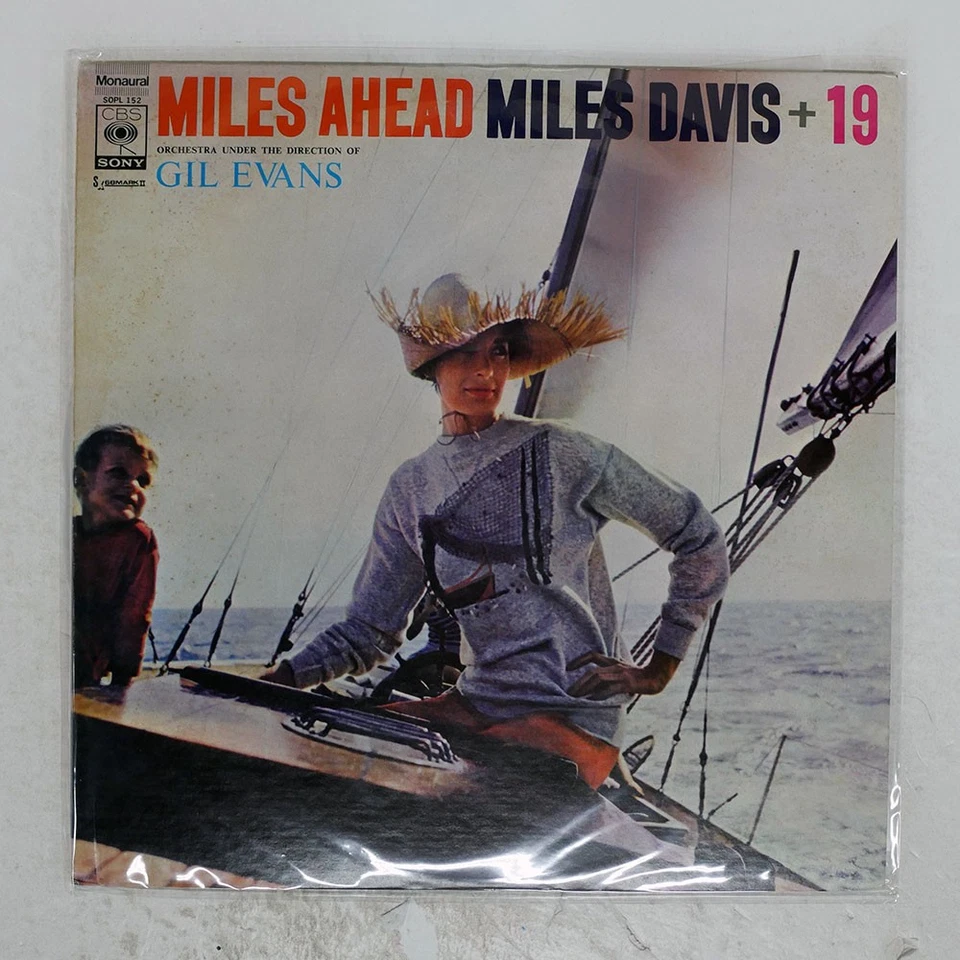 Monaural
SOPL 152
CBS
SONY
MILES AHEAD MILES DAVIS + 19
ORCHESTRA UNDER THE DIRECTION OF
GIL EVANS